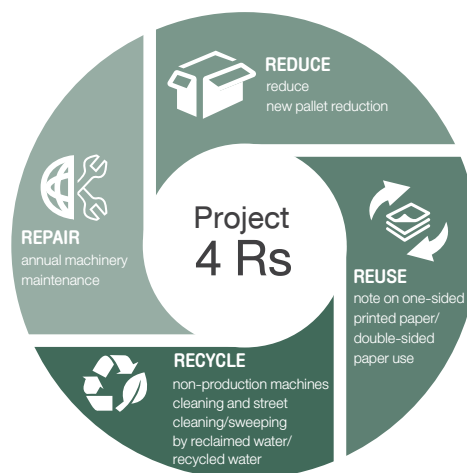 REDUCE
reduce
new pallet reduction
Project
4 Rs
REPAIR
annual machinery
maintenance
REUSE
note on one-sided
printed paper/
double-sided
paper use
RECYCLE
non-production machines
cleaning and street
cleaning/sweeping
by reclaimed water/
recycled water